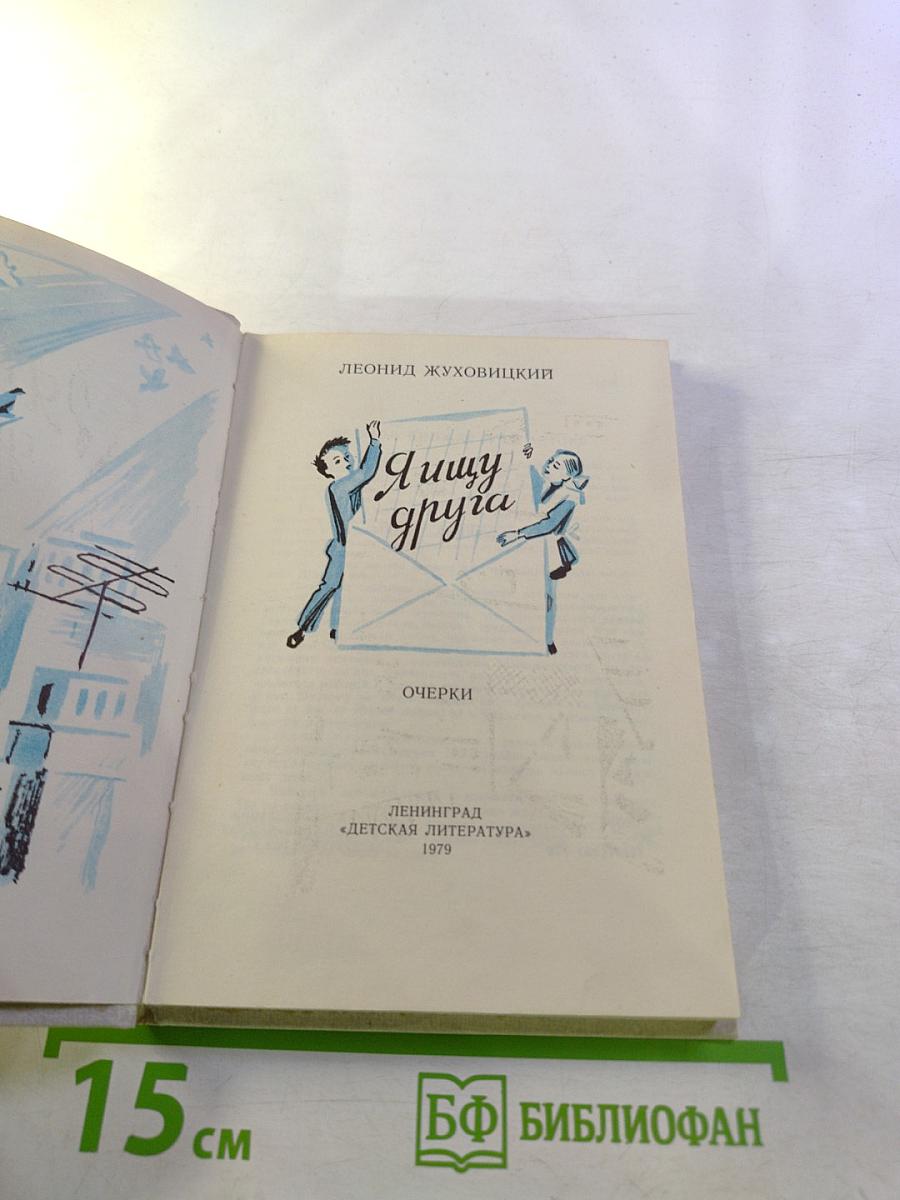 ЛЕОНИД ЖУХОВИЦКИЙ
Я ищу
друга
ОЧЕРКИ
ЛЕНИНГРАД
«ДЕТСКАЯ ЛИТЕРАТУРА»
1979
15 см
БФ БИБЛИОФАН